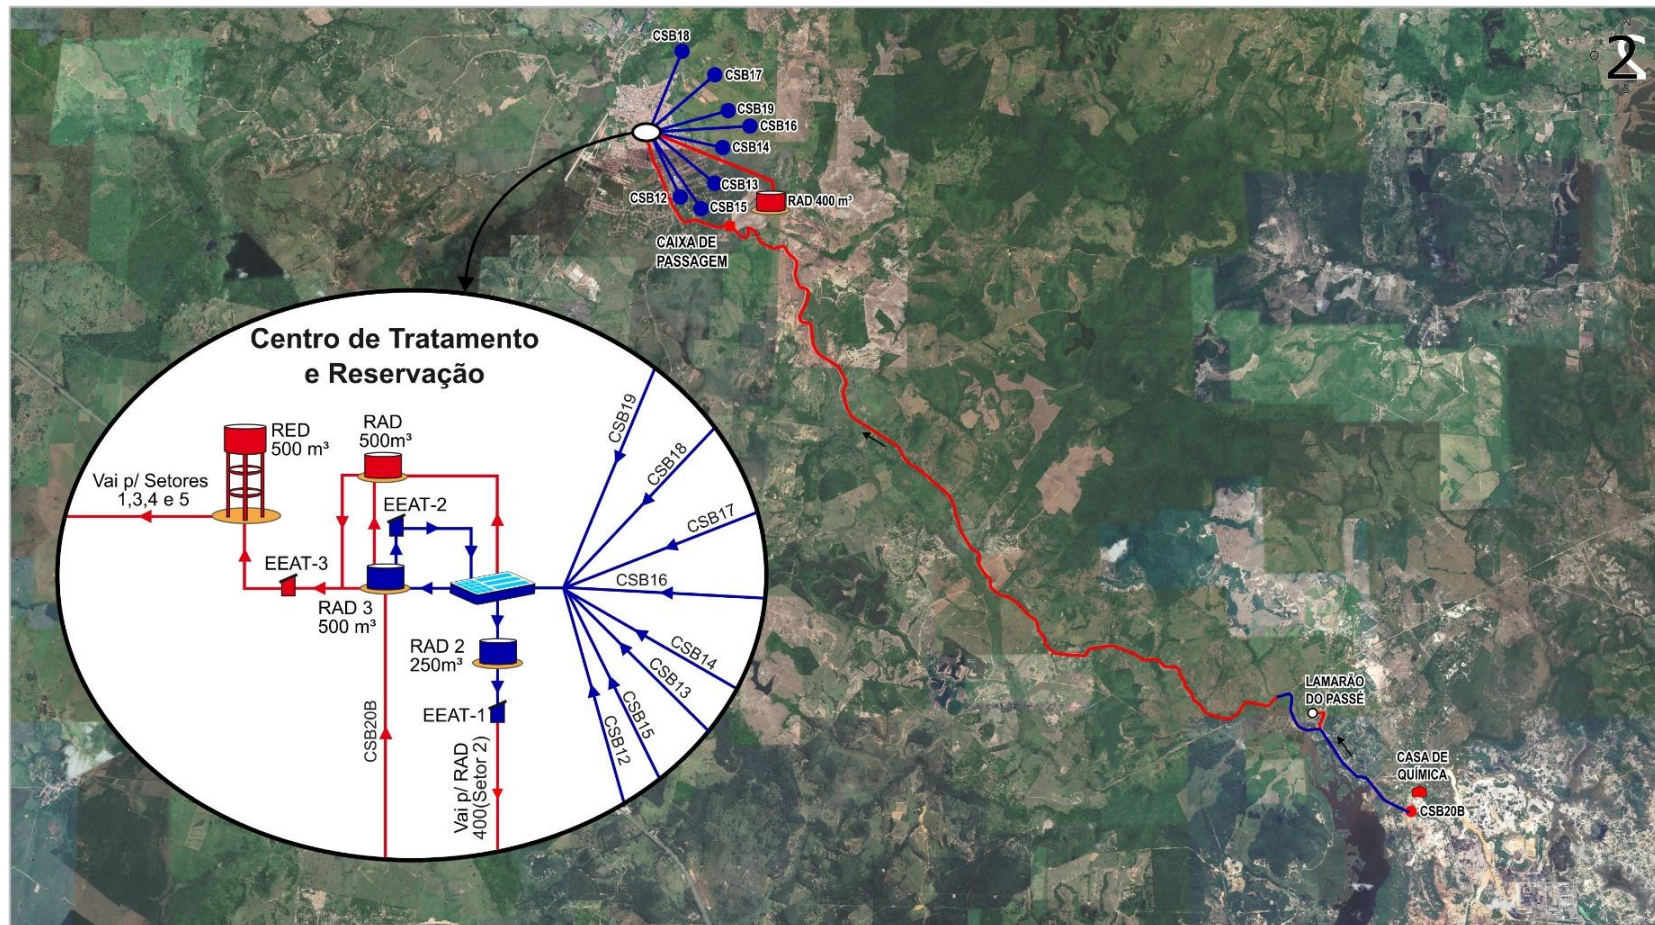 CSB18
CSB17
CSB19
CSB16
CSB14
CSB13
CSB12
CSB15
RAD 400 m³
CAIXA DE
PASSAGEM
N
2
S
Centro de Tratamento
e Reservação
RED
500 m³
RAD
500m³
Vai p/ Setores
1,3,4 e 5
EEAT-2
EEAT-3
RAD 3
500 m³
RAD 2
250m³
EEAT-1
CSB20B
Vai p/ RAD
400(Setor 2)
CSB19
CSB18
CSB17
CSB16
CSB14
CSB13
CSB15
CSB12
LAMARÃO
DO PASSÉ
CASA DE
QUÍMICA
CSB20B